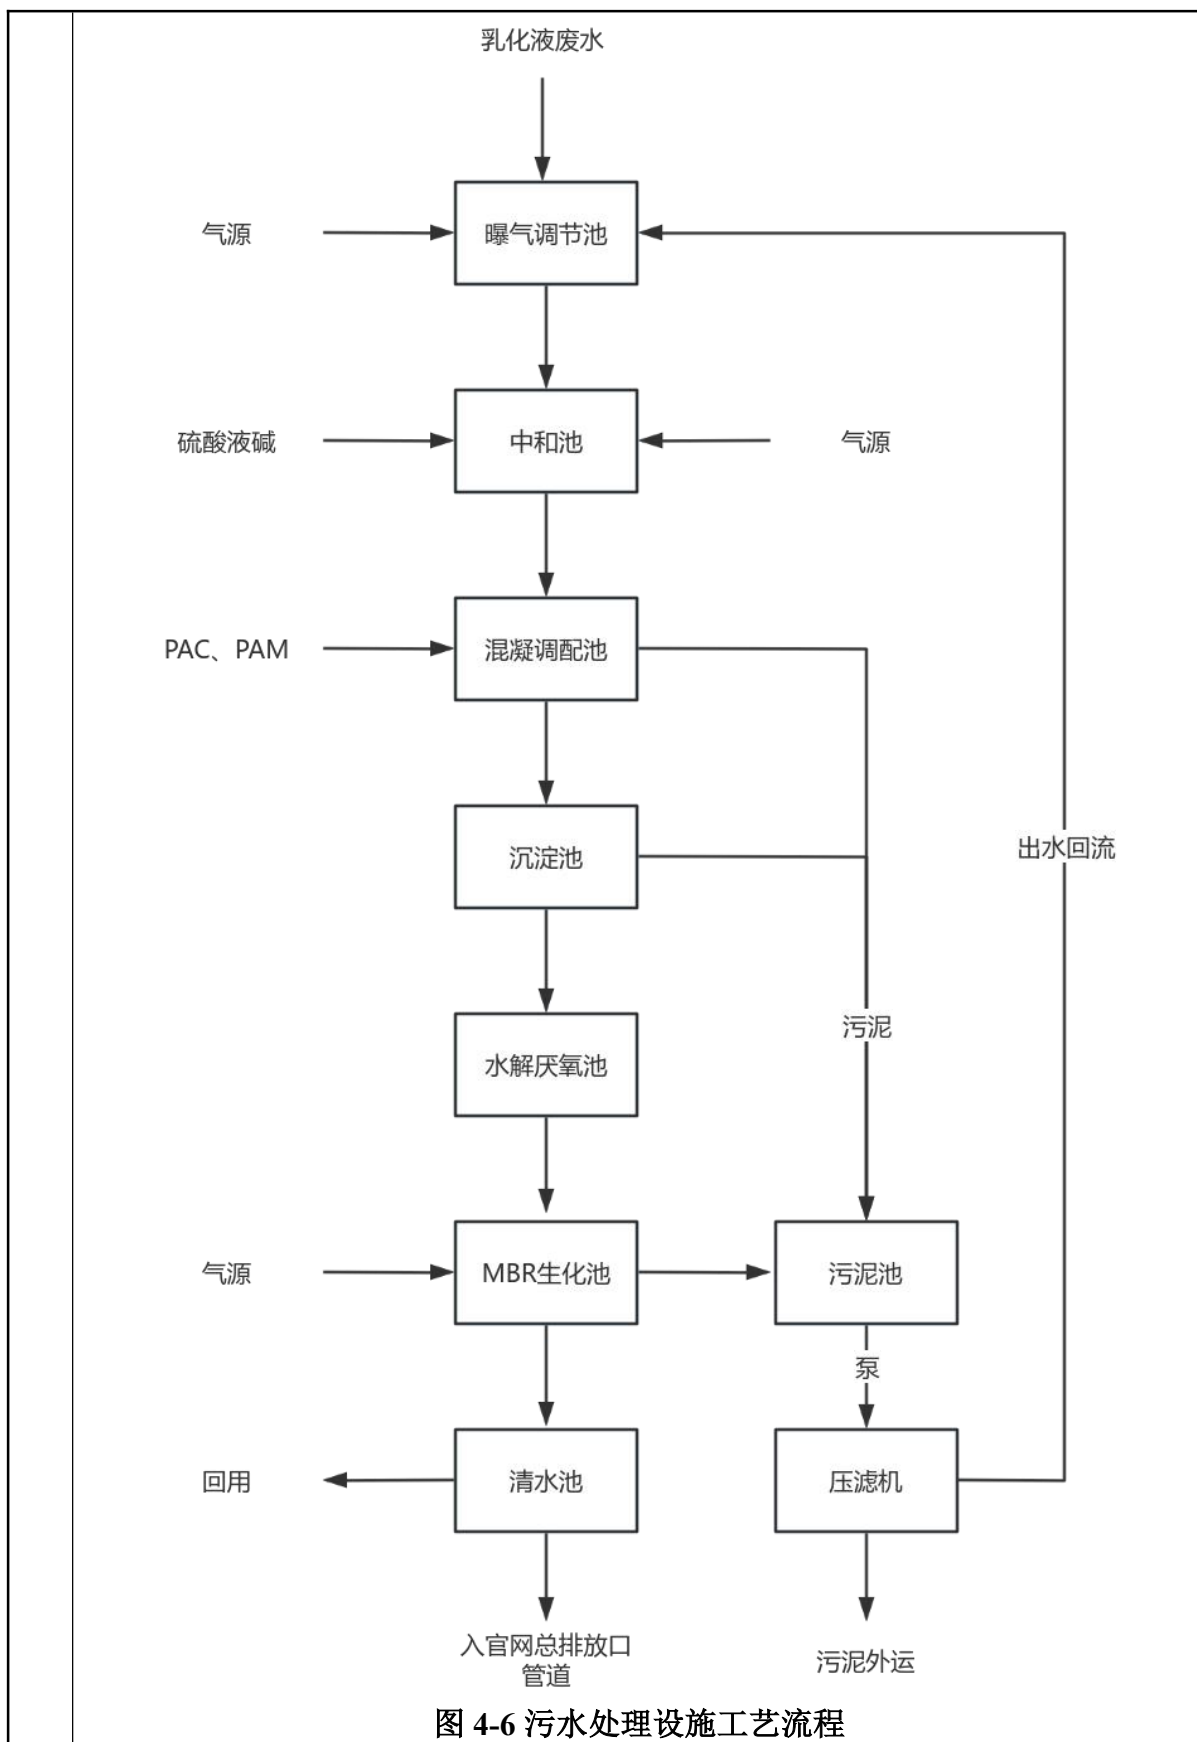 乳化液废水
气源
曝气调节池
硫酸液碱
中和池
气源
PAC、PAM
混凝调配池
沉淀池
出水回流
污泥
水解厌氧池
气源
MBR生化池
污泥池
泵
回用
清水池
压滤机
入官网总排放口
管道
污泥外运
图 4-6 污水处理设施工艺流程